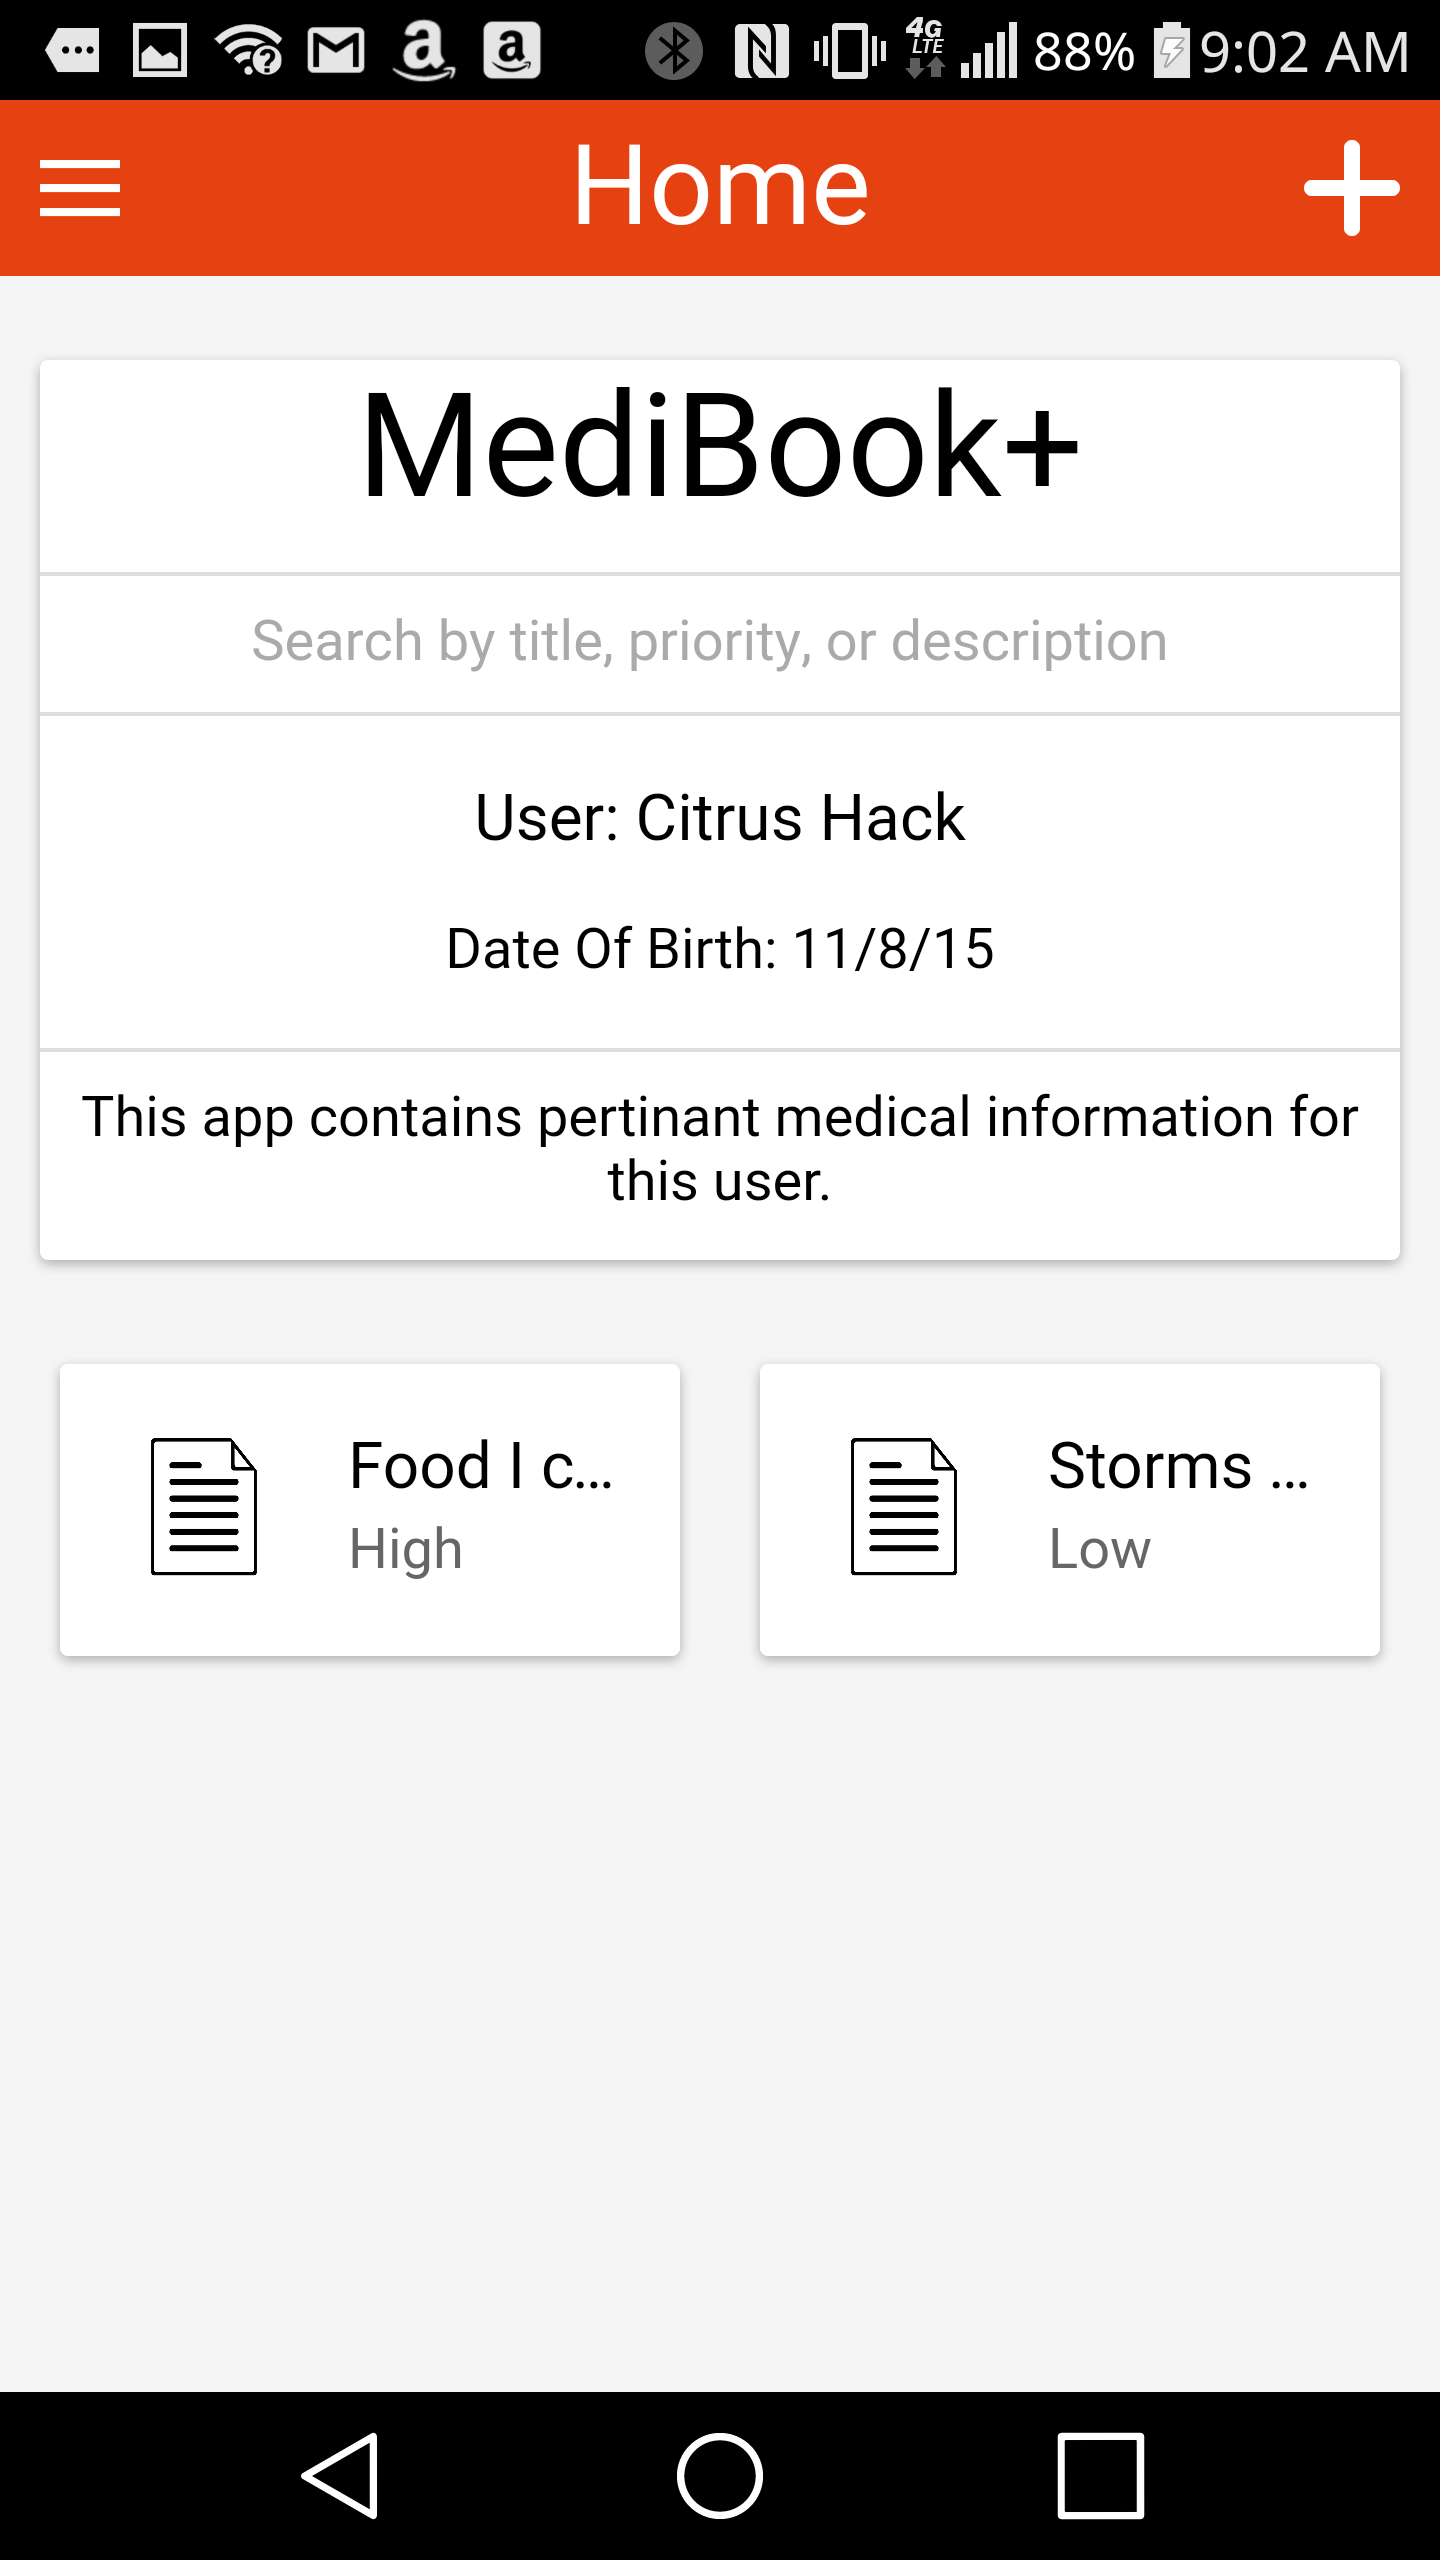 4G LTE 88% 9:02 AM
Home
MediBook+
Search by title, priority, or description
User: Citrus Hack
Date Of Birth: 11/8/15
This app contains pertinant medical information for
this user.
Food I c...
High
Storms ...
Low